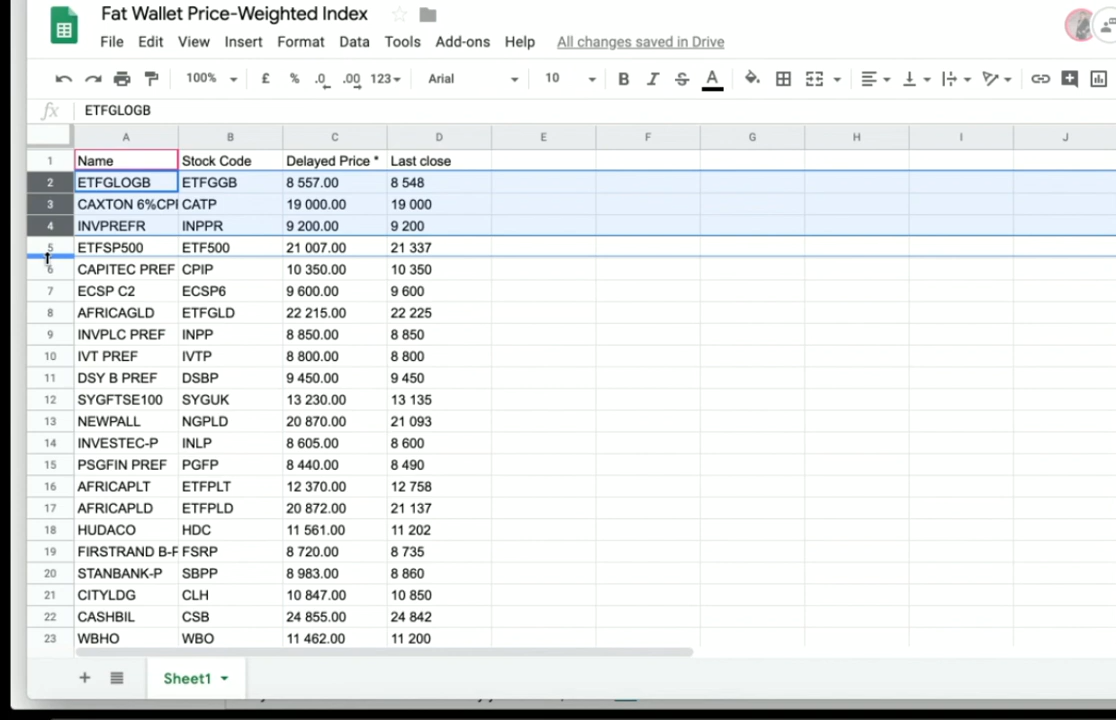 Fat Wallet Price-Weighted Index
File Edit View Insert Format Data Tools Add-ons Help All changes saved in Drive
100% £ % .0 .00 123 Arial 10 B I S A
fx ETFGLOGB
A B C D E F G H I J
1 Name Stock Code Delayed Price * Last close
2 ETFGLOGB ETFGGB 8 557.00 8 548
3 CAXTON 6%CPI CATP 19 000.00 19 000
4 INVPREFR INPPR 9 200.00 9 200
5 ETFSP500 ETF500 21 007.00 21 337
6 CAPITEC PREF CPIP 10 350.00 10 350
7 ECSP C2 ECSP6 9 600.00 9 600
8 AFRICAGLD ETFGLD 22 215.00 22 225
9 INVPLC PREF INPP 8 850.00 8 850
10 IVT PREF IVTP 8 800.00 8 800
11 DSY B PREF DSBP 9 450.00 9 450
12 SYGFTSE100 SYGUK 13 230.00 13 135
13 NEWPALL NGPLD 20 870.00 21 093
14 INVESTEC-P INLP 8 605.00 8 600
15 PSGFIN PREF PGFP 8 440.00 8 490
16 AFRICAPLT ETFPLT 12 370.00 12 758
17 AFRICAPLD ETFPLD 20 872.00 21 137
18 HUDACO HDC 11 561.00 11 202
19 FIRSTRAND B-P FSRP 8 720.00 8 735
20 STANBANK-P SBPP 8 983.00 8 860
21 CITYLDG CLH 10 847.00 10 850
22 CASHBIL CSB 24 855.00 24 842
23 WBHO WBO 11 462.00 11 200
Sheet1